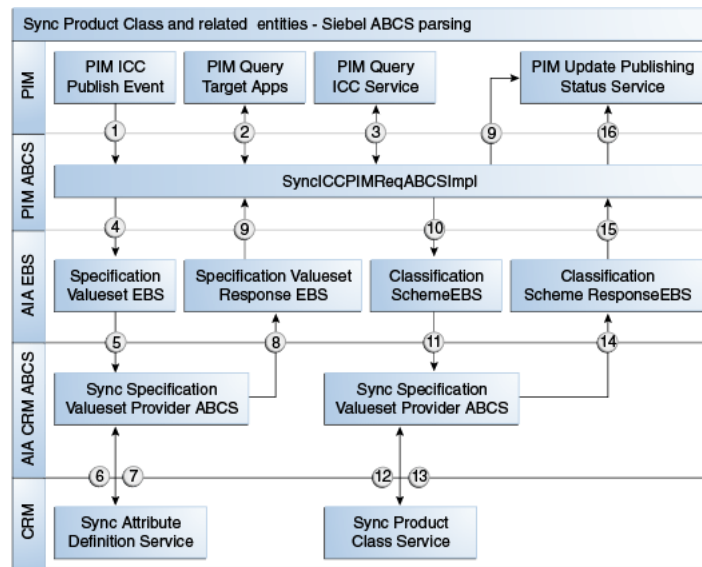 Sync Product Class and related entities - Siebel ABCS parsing
PIM
PIM ICC
Publish Event
PIM Query
Target Apps
PIM Query
ICC Service
PIM Update Publishing
Status Service
1
2
3
9
16
PIM ABCS
SyncICCPIMReqABCSImpl
4
9
10
15
AIA EBS
Specification
Valueset EBS
Specification Valueset
Response EBS
Classification
SchemeEBS
Classification
Scheme ResponseEBS
5
8
11
14
AIA CRM ABCS
Sync Specification
Valueset Provider ABCS
Sync Specification
Valueset Provider ABCS
6
7
12
13
CRM
Sync Attribute
Definition Service
Sync Product
Class Service